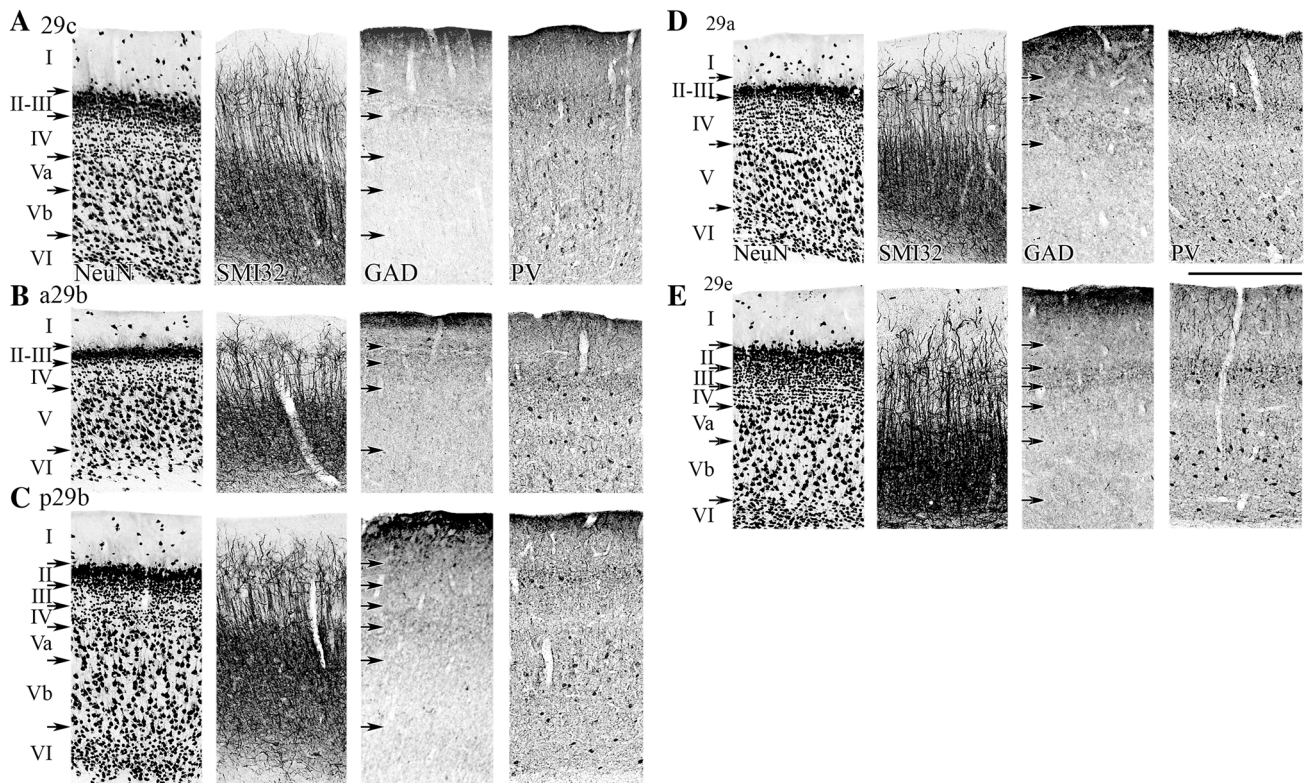 A 29c
I
II-III
IV
Va
Vb
VI
NeuN SMI32 GAD PV
B a29b
I
II-III
IV
V
VI
C p29b
I
II
III
IV
Va
Vb
VI
D 29a
I
II-III
IV
V
VI
NeuN SMI32 GAD PV
E 29e
I
II
III
IV
Va
Vb
VI